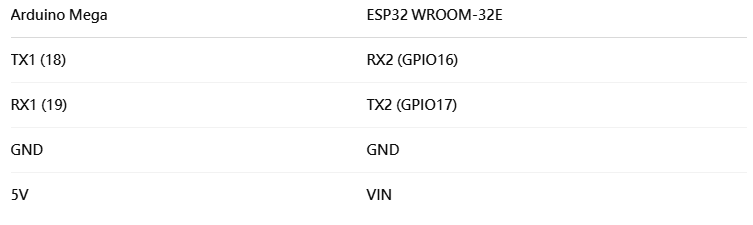 Arduino Mega ESP32 WROOM-32E
TX1 (18) RX2 (GPIO16)
RX1 (19) TX2 (GPIO17)
GND GND
5V VIN